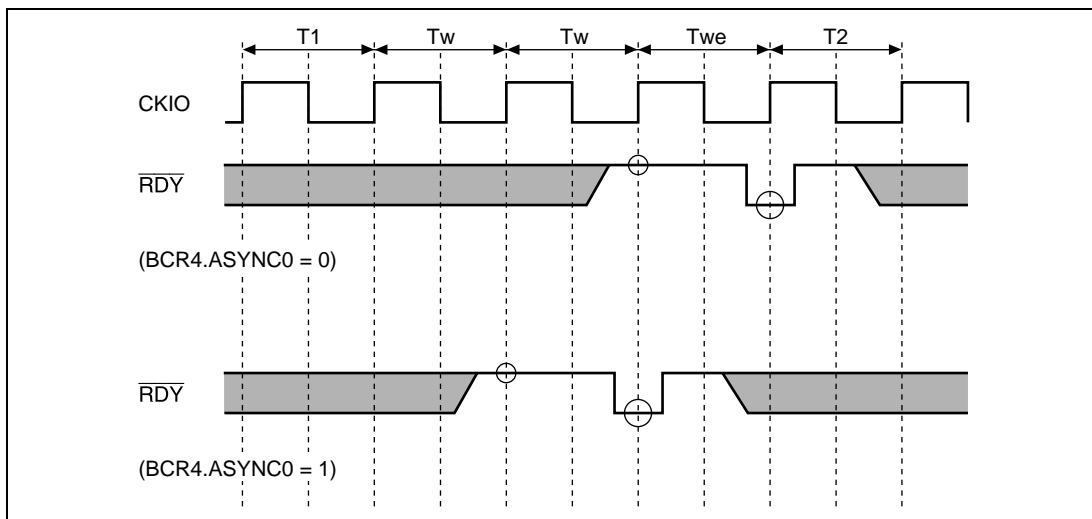 T1 Tw Tw Twe T2
CKIO
RDY
(BCR4.ASYNC0 = 0)
RDY
(BCR4.ASYNC0 = 1)